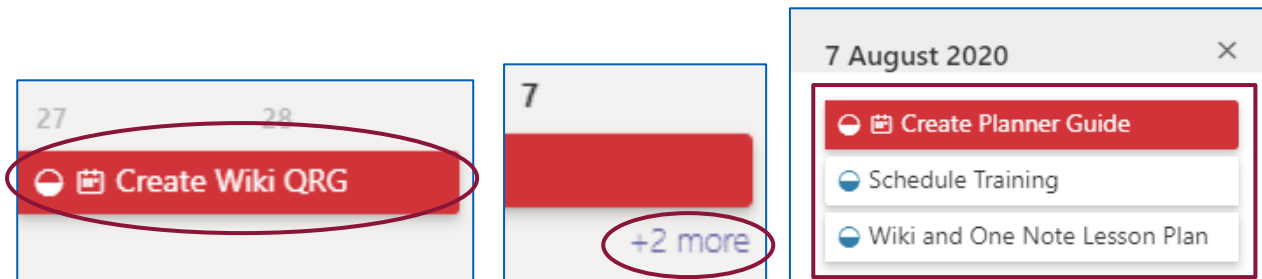 27 28
Create Wiki QRG
7
+2 more
7 August 2020
Create Planner Guide
Schedule Training
Wiki and One Note Lesson Plan